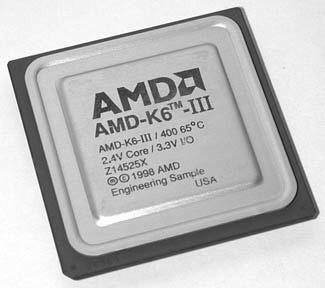 AMD
AMD-K6™-III
AMD-K6-III / 400 65°C
2.4V Core / 3.3V I/O
Z14525X
Ⓜ © 1998 AMD
Engineering Sample
USA